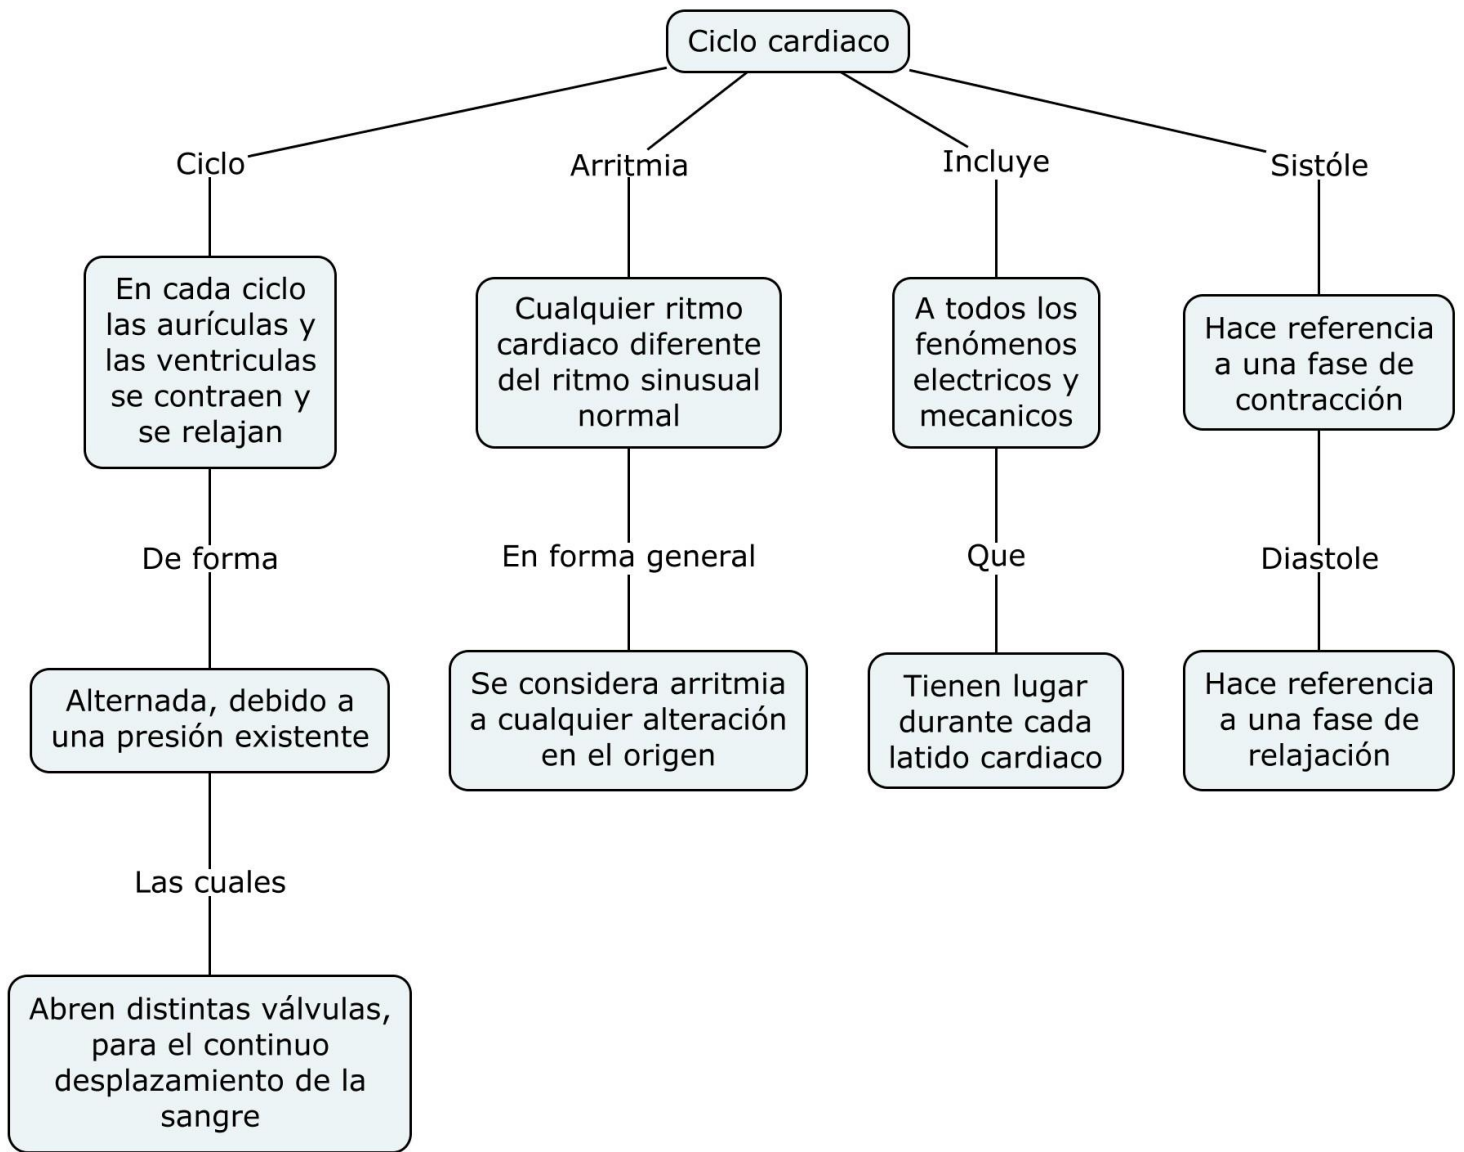 Ciclo cardiaco
Ciclo
Arritmia
Incluye
Sistóle
En cada ciclo
las aurículas y
las ventriculas
se contraen y
se relajan
Cualquier ritmo
cardiaco diferente
del ritmo sinusual
normal
A todos los
fenómenos
electricos y
mecanicos
Hace referencia
a una fase de
contracción
De forma
En forma general
Que
Diastole
Alternada, debido a
una presión existente
Se considera arritmia
a cualquier alteración
en el origen
Tienen lugar
durante cada
latido cardiaco
Hace referencia
a una fase de
relajación
Las cuales
Abren distintas válvulas,
para el continuo
desplazamiento de la
sangre